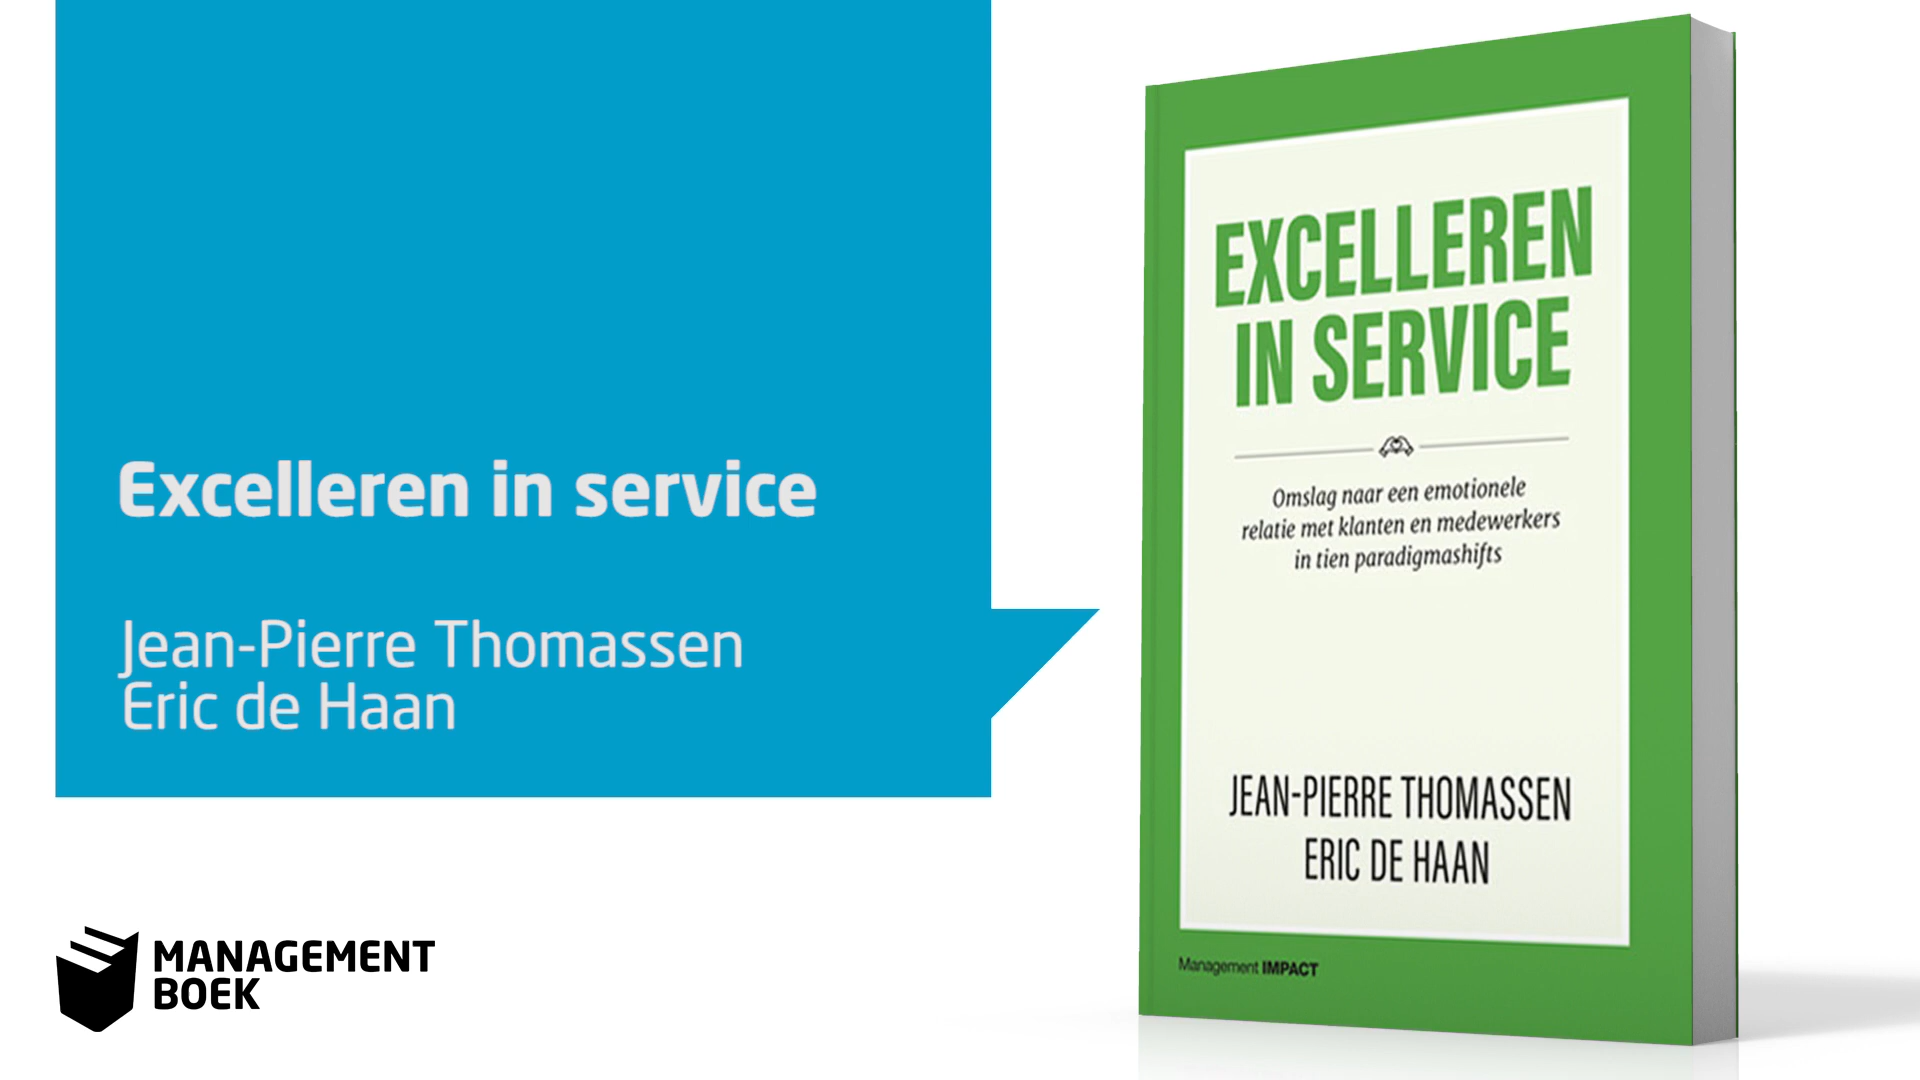 Excelleren in service
Jean-Pierre Thomassen
Eric de Haan
MANAGEMENT
BOEK
EXCELLEREN
IN SERVICE
Omslag naar een emotionele
relatie met klanten en medewerkers
in tien paradigmashifts
JEAN-PIERRE THOMASSEN
ERIC DE HAAN
Management IMPACT